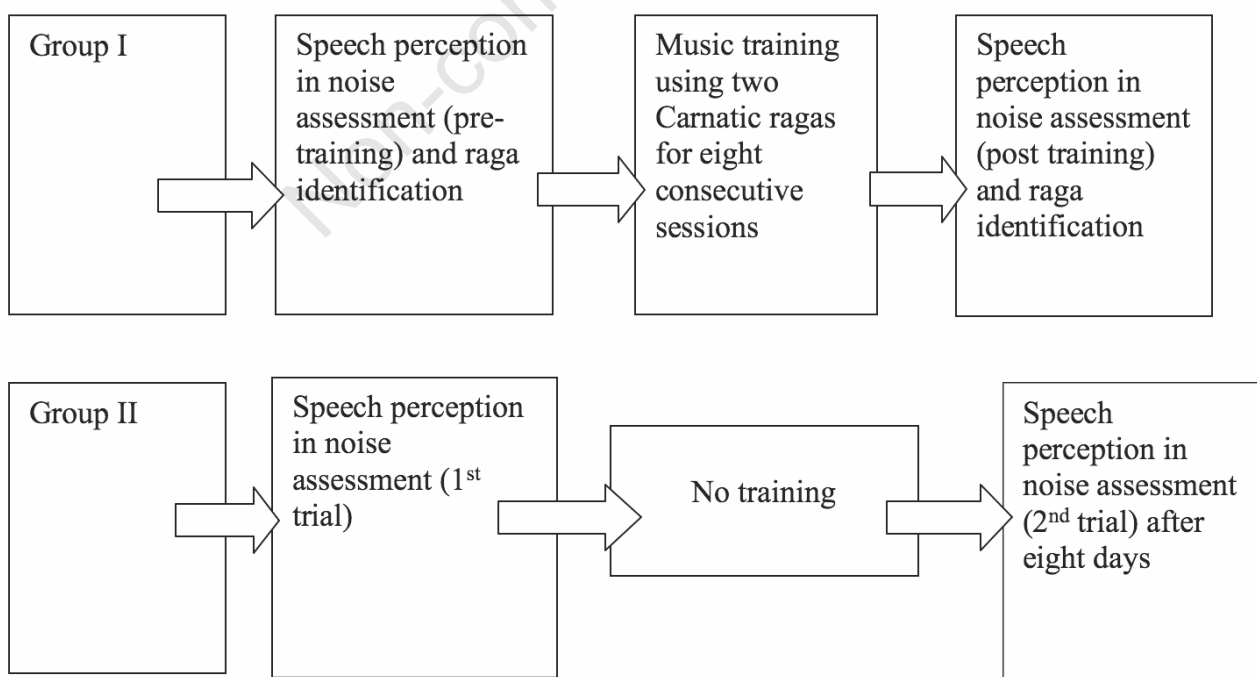 Group I
Speech perception
in noise
assessment (pre-
training) and raga
identification
Music training
using two
Carnatic ragas
for eight
consecutive
sessions
Speech
perception in
noise assessment
(post training)
and raga
identification
Group II
Speech perception
in noise
assessment (1st
trial)
No training
Speech
perception in
noise assessment
(2nd trial) after
eight days
Non-com